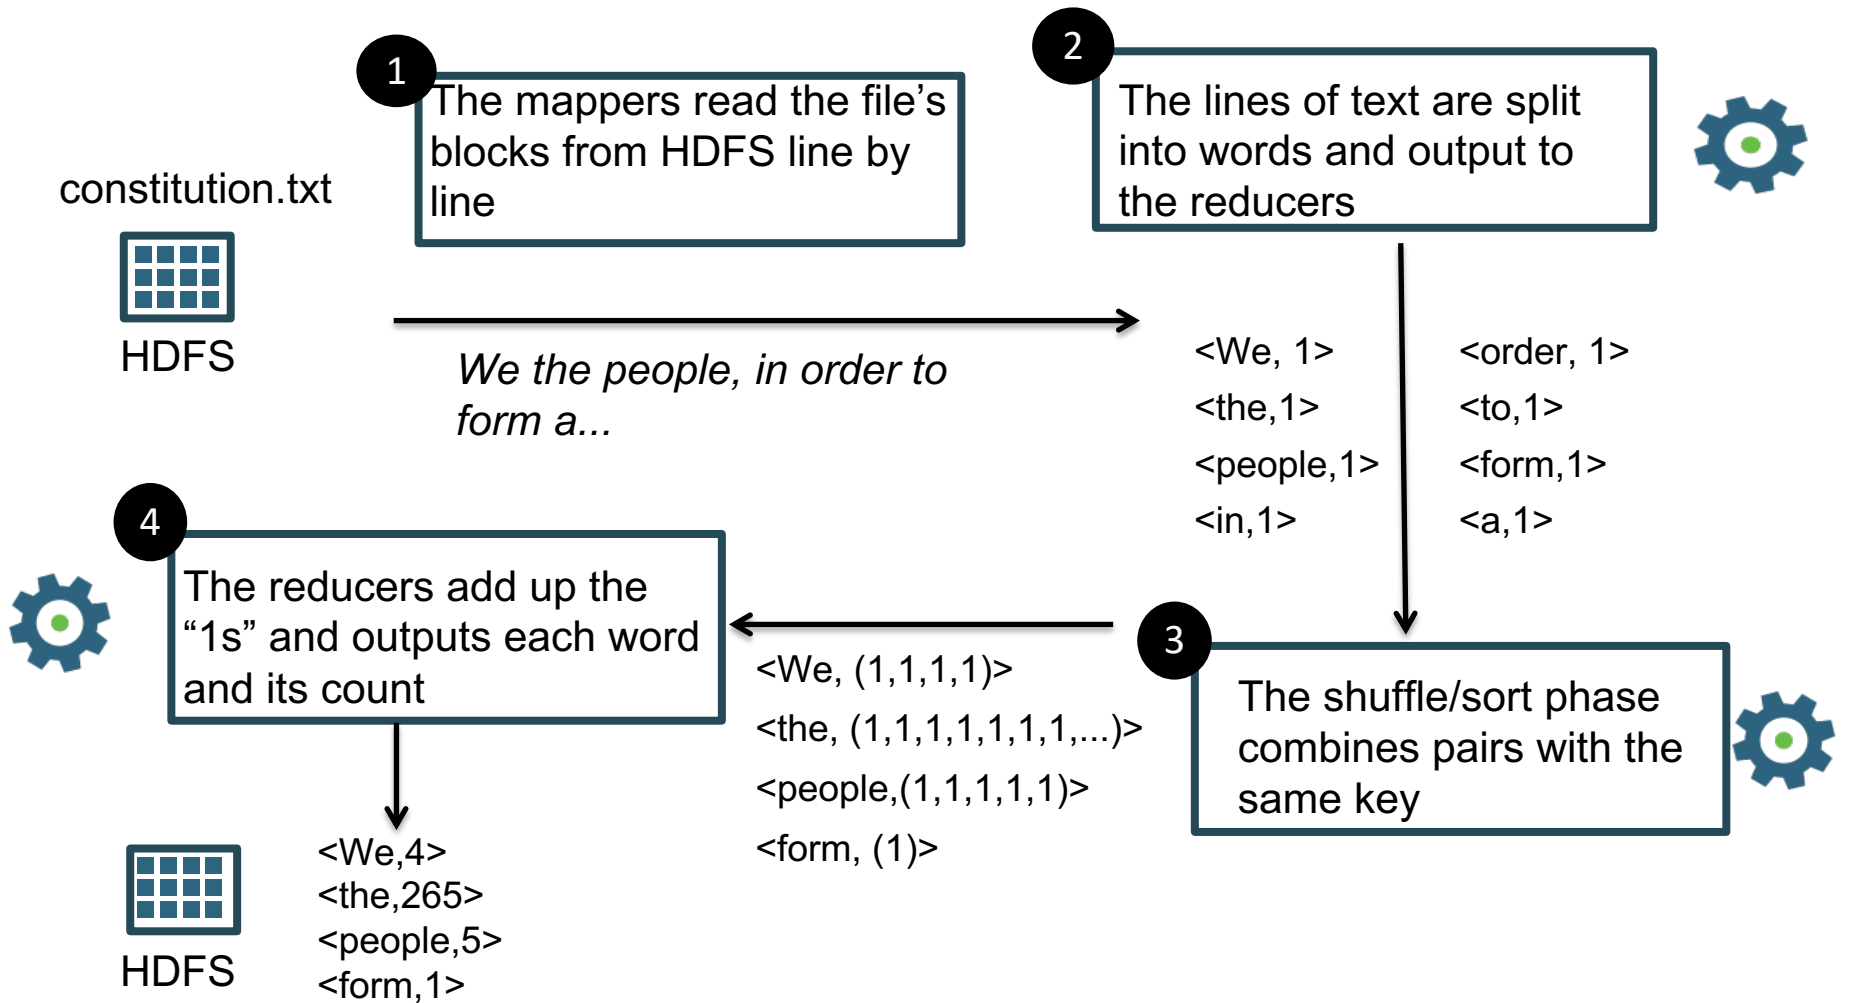 1
The mappers read the file’s
blocks from HDFS line by
line
2
The lines of text are split
into words and output to
the reducers
constitution.txt
HDFS
We the people, in order to
form a...
<We, 1>
<the,1>
<people,1>
<in,1>
<order, 1>
<to,1>
<form,1>
<a,1>
3
The shuffle/sort phase
combines pairs with the
same key
<We, (1,1,1,1)>
<the, (1,1,1,1,1,1,1,...)>
<people,(1,1,1,1,1)>
<form, (1)>
4
The reducers add up the
“1s” and outputs each word
and its count
HDFS
<We,4>
<the,265>
<people,5>
<form,1>